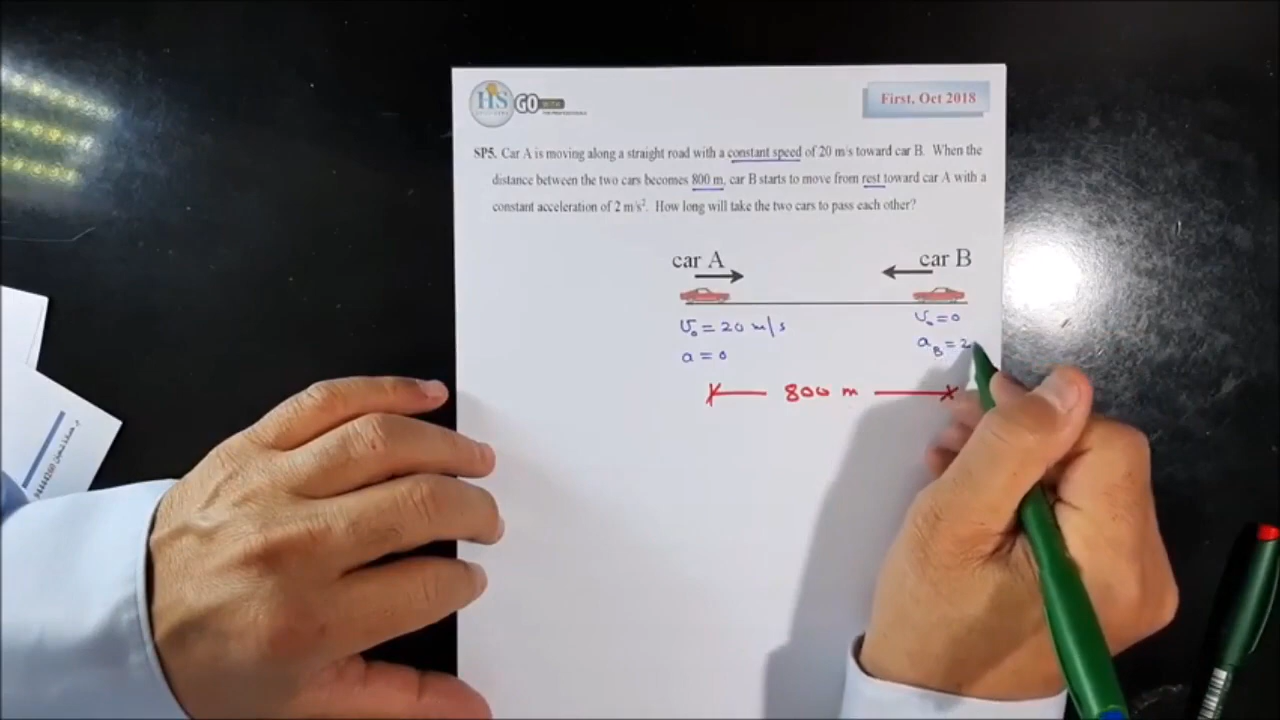 HS GO
First, Oct 2018
SP5. Car A is moving along a straight road with a constant speed of 20 m/s toward car B. When the
distance between the two cars becomes 800 m, car B starts to move from rest toward car A with a
constant acceleration of 2 m/s². How long will take the two cars to pass each other?
car A
car B
v₀ = 20 m/s
v₀ = 0
a = 0
a_B = 2
800 m